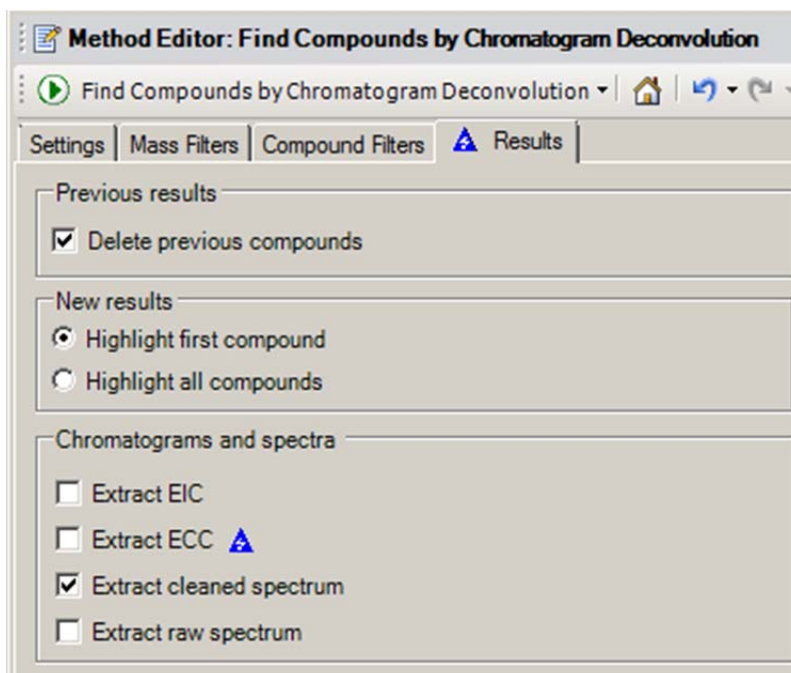 Method Editor: Find Compounds by Chromatogram Deconvolution
Find Compounds by Chromatogram Deconvolution
Settings Mass Filters Compound Filters Results
Previous results
Delete previous compounds
New results
Highlight first compound
Highlight all compounds
Chromatograms and spectra
Extract EIC
Extract ECC
Extract cleaned spectrum
Extract raw spectrum